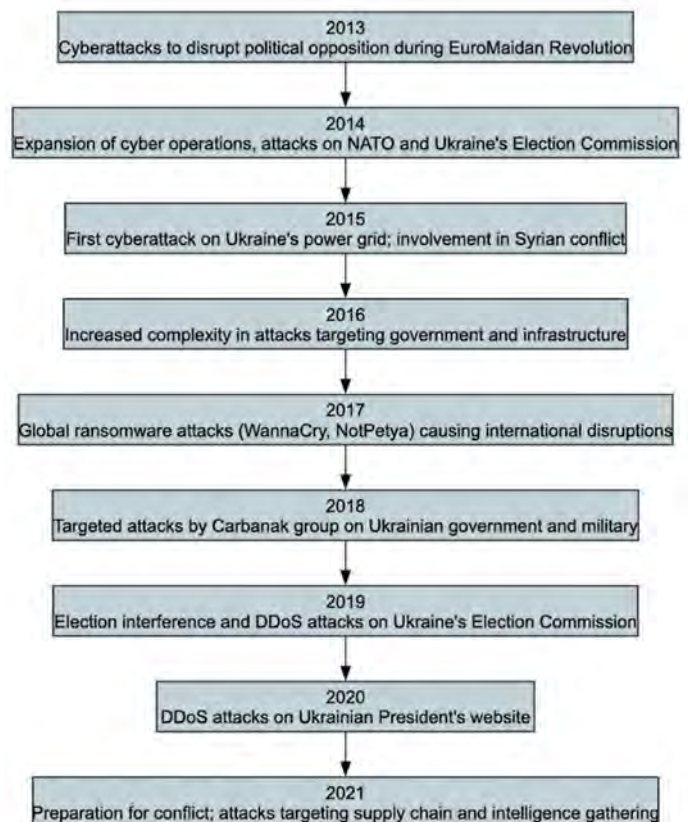 2013
Cyberattacks to disrupt political opposition during EuroMaidan Revolution
2014
Expansion of cyber operations, attacks on NATO and Ukraine's Election Commission
2015
First cyberattack on Ukraine's power grid; involvement in Syrian conflict
2016
Increased complexity in attacks targeting government and infrastructure
2017
Global ransomware attacks (WannaCry, NotPetya) causing international disruptions
2018
Targeted attacks by Carbanak group on Ukrainian government and military
2019
Election interference and DDoS attacks on Ukraine's Election Commission
2020
DDoS attacks on Ukrainian President's website
2021
Preparation for conflict; attacks targeting supply chain and intelligence gathering